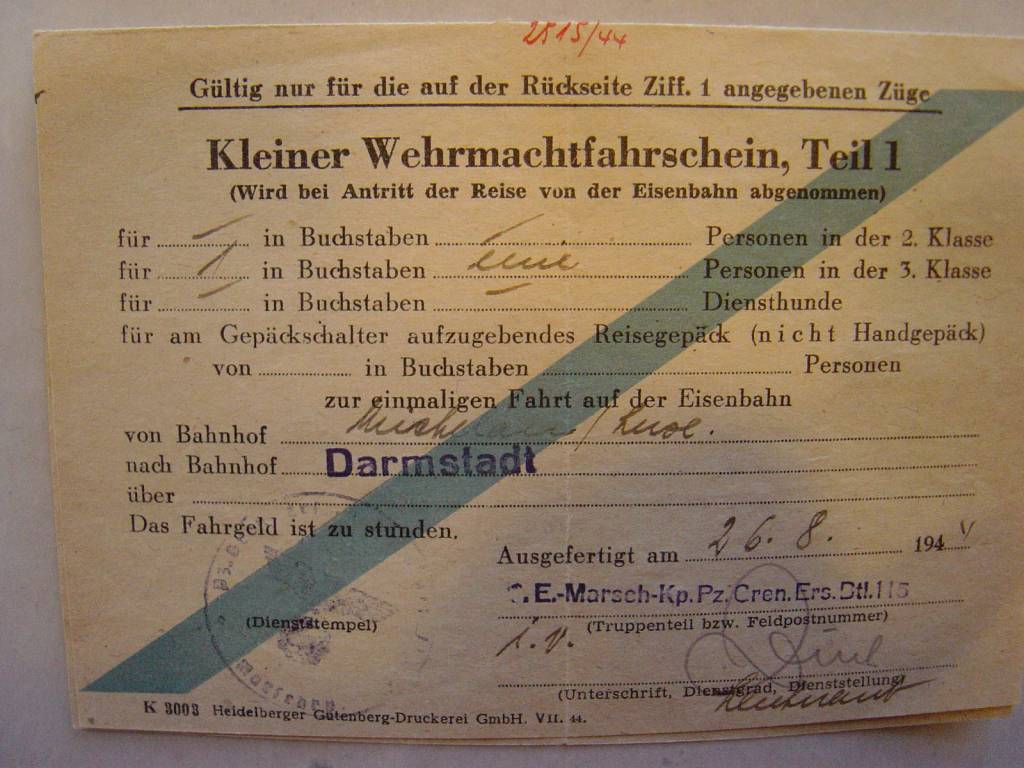 2515/44
Gültig nur für die auf der Rückseite Ziff. 1 angegebenen Züge
Kleiner Wehrmachtfahrschein, Teil 1
(Wird bei Antritt der Reise von der Eisenbahn abgenommen)
für — in Buchstaben — Personen in der 2. Klasse
für 1 in Buchstaben eine Personen in der 3. Klasse
für — in Buchstaben — Diensthunde
für am Gepäckschalter aufzugebendes Reisegepäck (nicht Handgepäck)
von in Buchstaben Personen
zur einmaligen Fahrt auf der Eisenbahn
von Bahnhof
nach Bahnhof Darmstadt
über
Das Fahrgeld ist zu stunden.
Ausgefertigt am 26. 8. 1944
E.-Marsch-Kp.Pz.Gren.Ers.Btl.115
(Dienststempel)
(Truppenteil bzw. Feldpostnummer)
i.V.
(Unterschrift, Dienstgrad, Dienststellung)
Leutnant
K 3003 Heidelberger Gutenberg-Druckerei GmbH. VII. 44.